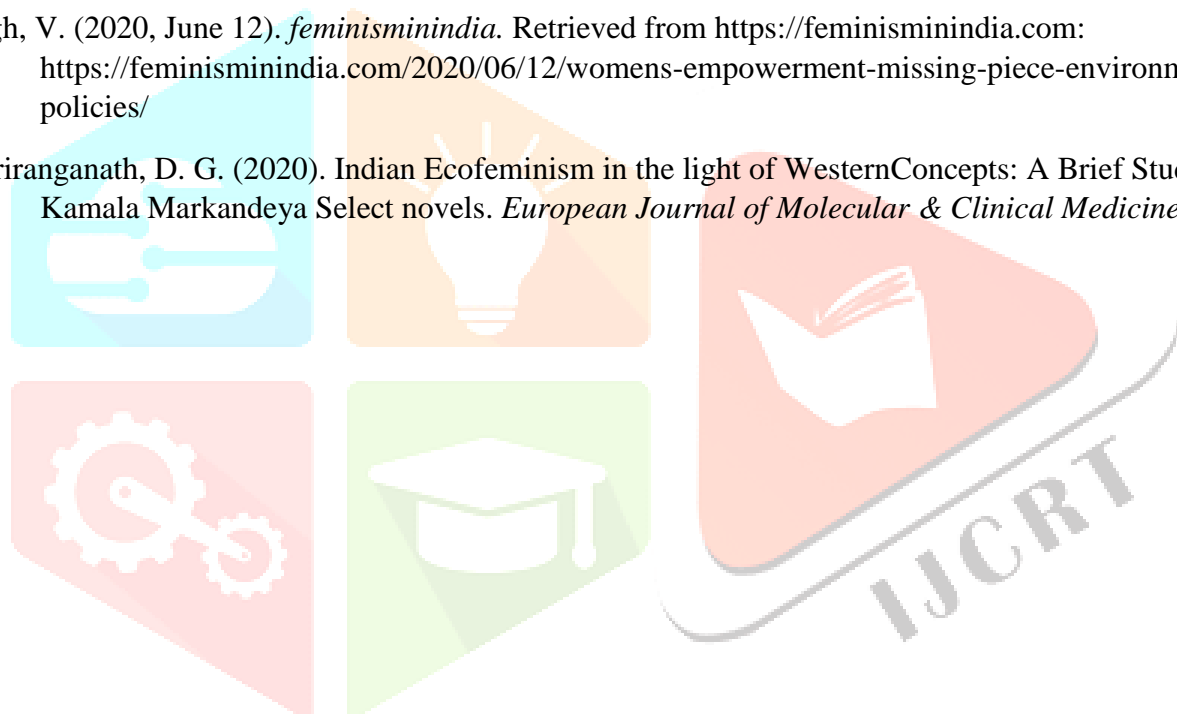 gh, V. (2020, June 12). feminisminindia. Retrieved from https://feminisminindia.com:
https://feminisminindia.com/2020/06/12/womens-empowerment-missing-piece-environm
policies/
riranganath, D. G. (2020). Indian Ecofeminism in the light of WesternConcepts: A Brief Stu
Kamala Markandeya Select novels. European Journal of Molecular & Clinical Medicine
IJCRT